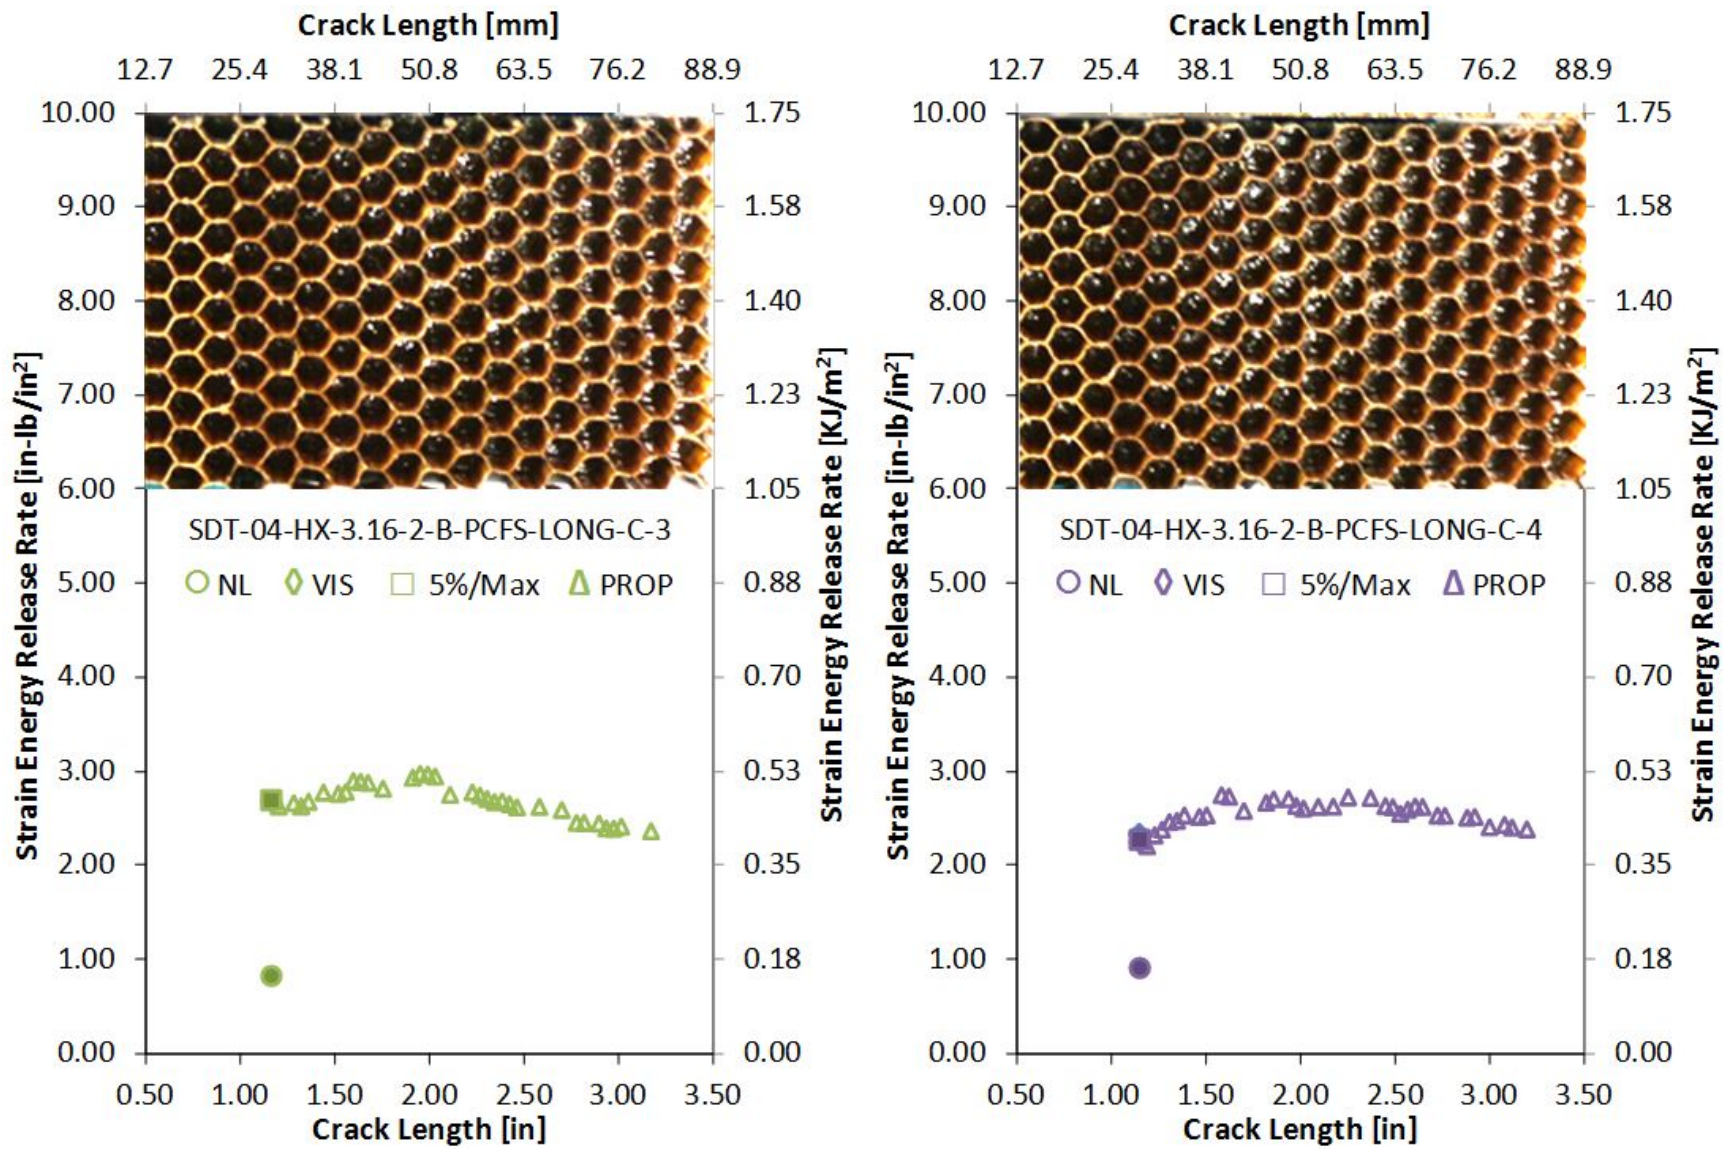 Crack Length [mm]
12.7 25.4 38.1 50.8 63.5 76.2 88.9
10.00 1.75
9.00 1.58
8.00 1.40
7.00 1.23
6.00 1.05
SDT-04-HX-3.16-2-B-PCFS-LONG-C-3
NL VIS 5%/Max PROP
5.00 0.88
4.00 0.70
3.00 0.53
2.00 0.35
1.00 0.18
0.00 0.00
0.50 1.00 1.50 2.00 2.50 3.00 3.50
Crack Length [in]
Strain Energy Release Rate [in-lb/in²]
Strain Energy Release Rate [KJ/m²]
Crack Length [mm]
12.7 25.4 38.1 50.8 63.5 76.2 88.9
10.00 1.75
9.00 1.58
8.00 1.40
7.00 1.23
6.00 1.05
SDT-04-HX-3.16-2-B-PCFS-LONG-C-4
NL VIS 5%/Max PROP
5.00 0.88
4.00 0.70
3.00 0.53
2.00 0.35
1.00 0.18
0.00 0.00
0.50 1.00 1.50 2.00 2.50 3.00 3.50
Crack Length [in]
Strain Energy Release Rate [in-lb/in²]
Strain Energy Release Rate [KJ/m²]